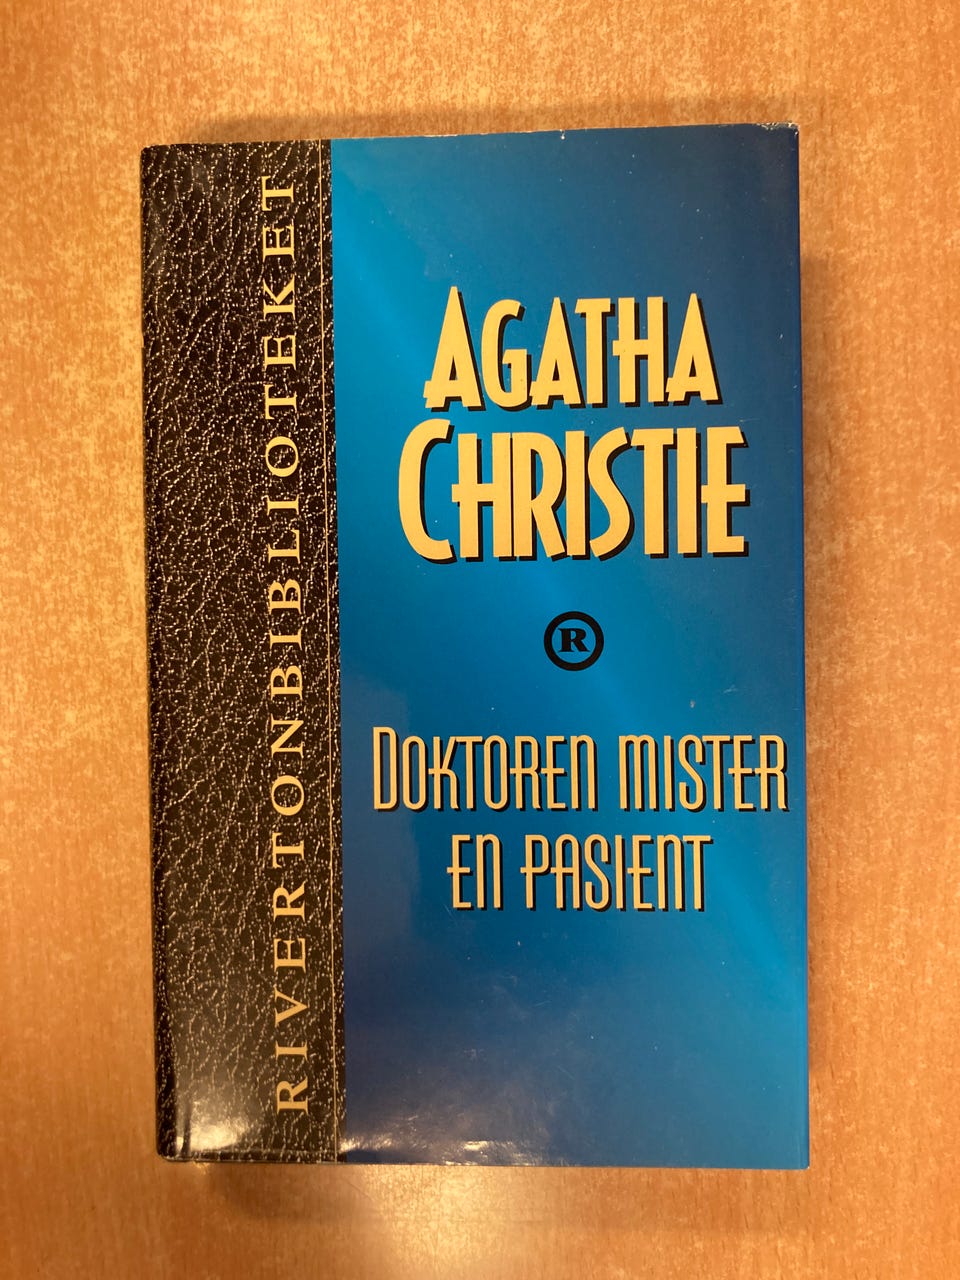 RIVERTONBIBLIOTEKET
AGATHA
CHRISTIE
R
DOKTOREN MISTER
EN PASIENT